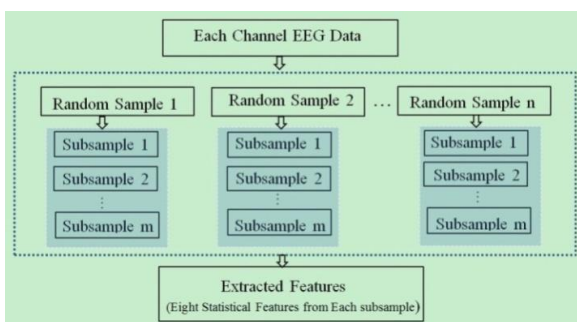 Each Channel EEG Data
Random Sample 1
Random Sample 2
...
Random Sample n
Subsample 1
Subsample 2
⋮
Subsample m
Subsample 1
Subsample 2
⋮
Subsample m
Subsample 1
Subsample 2
⋮
Subsample m
Extracted Features
(Eight Statistical Features from Each subsample)